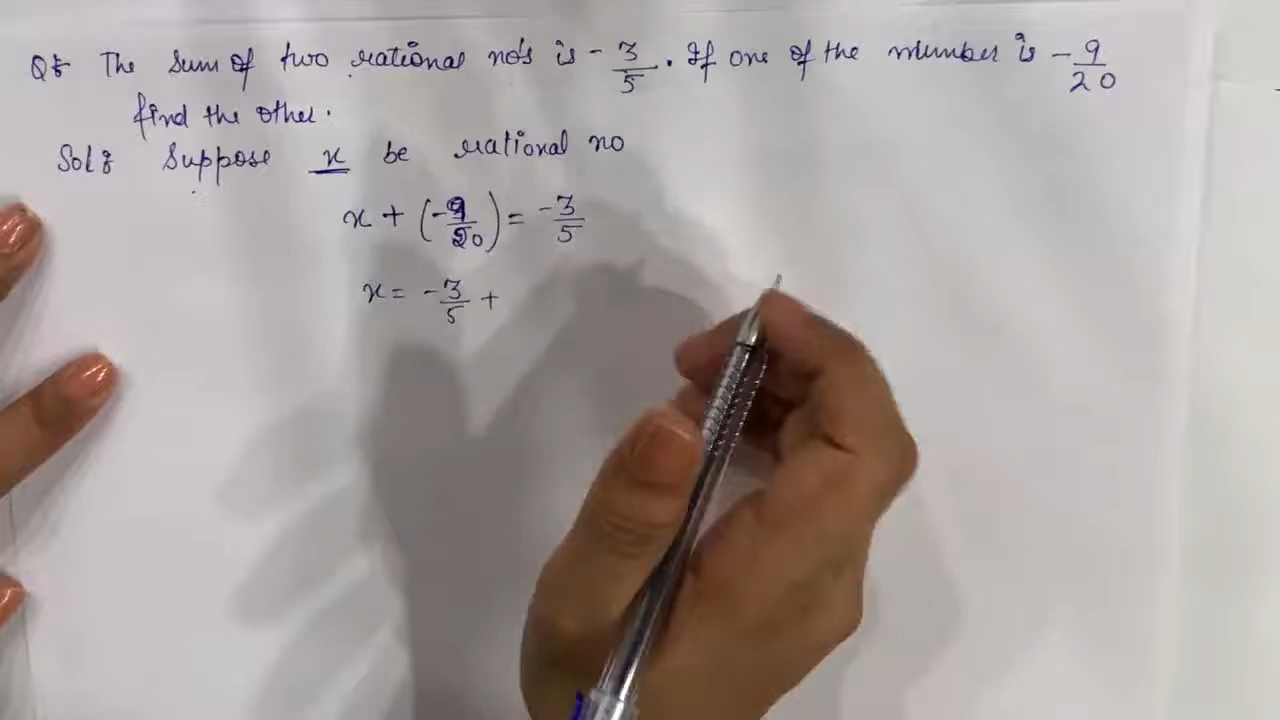 Q: The Sum of two rational no's is -3/5. If one of the number is -9/20
find the other.
Sol: Suppose x be rational no
x + (-9/20) = -3/5
x = -3/5 +